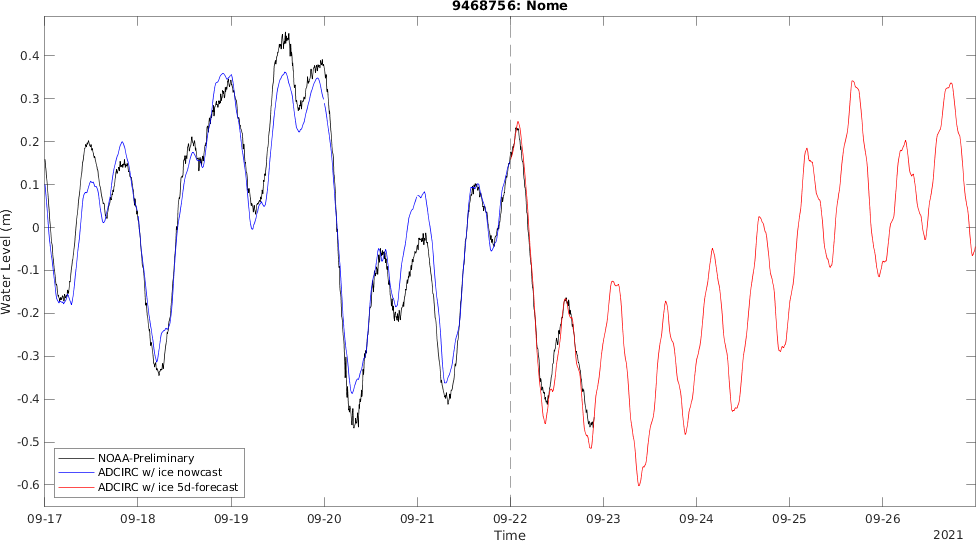 9468756: Nome
0.4
0.3
0.2
0.1
0
-0.1
-0.2
-0.3
-0.4
-0.5
-0.6
Water Level (m)
NOAA-Preliminary
ADCIRC w/ ice nowcast
ADCIRC w/ ice 5d-forecast
09-17 09-18 09-19 09-20 09-21 09-22 09-23 09-24 09-25 09-26
Time
2021